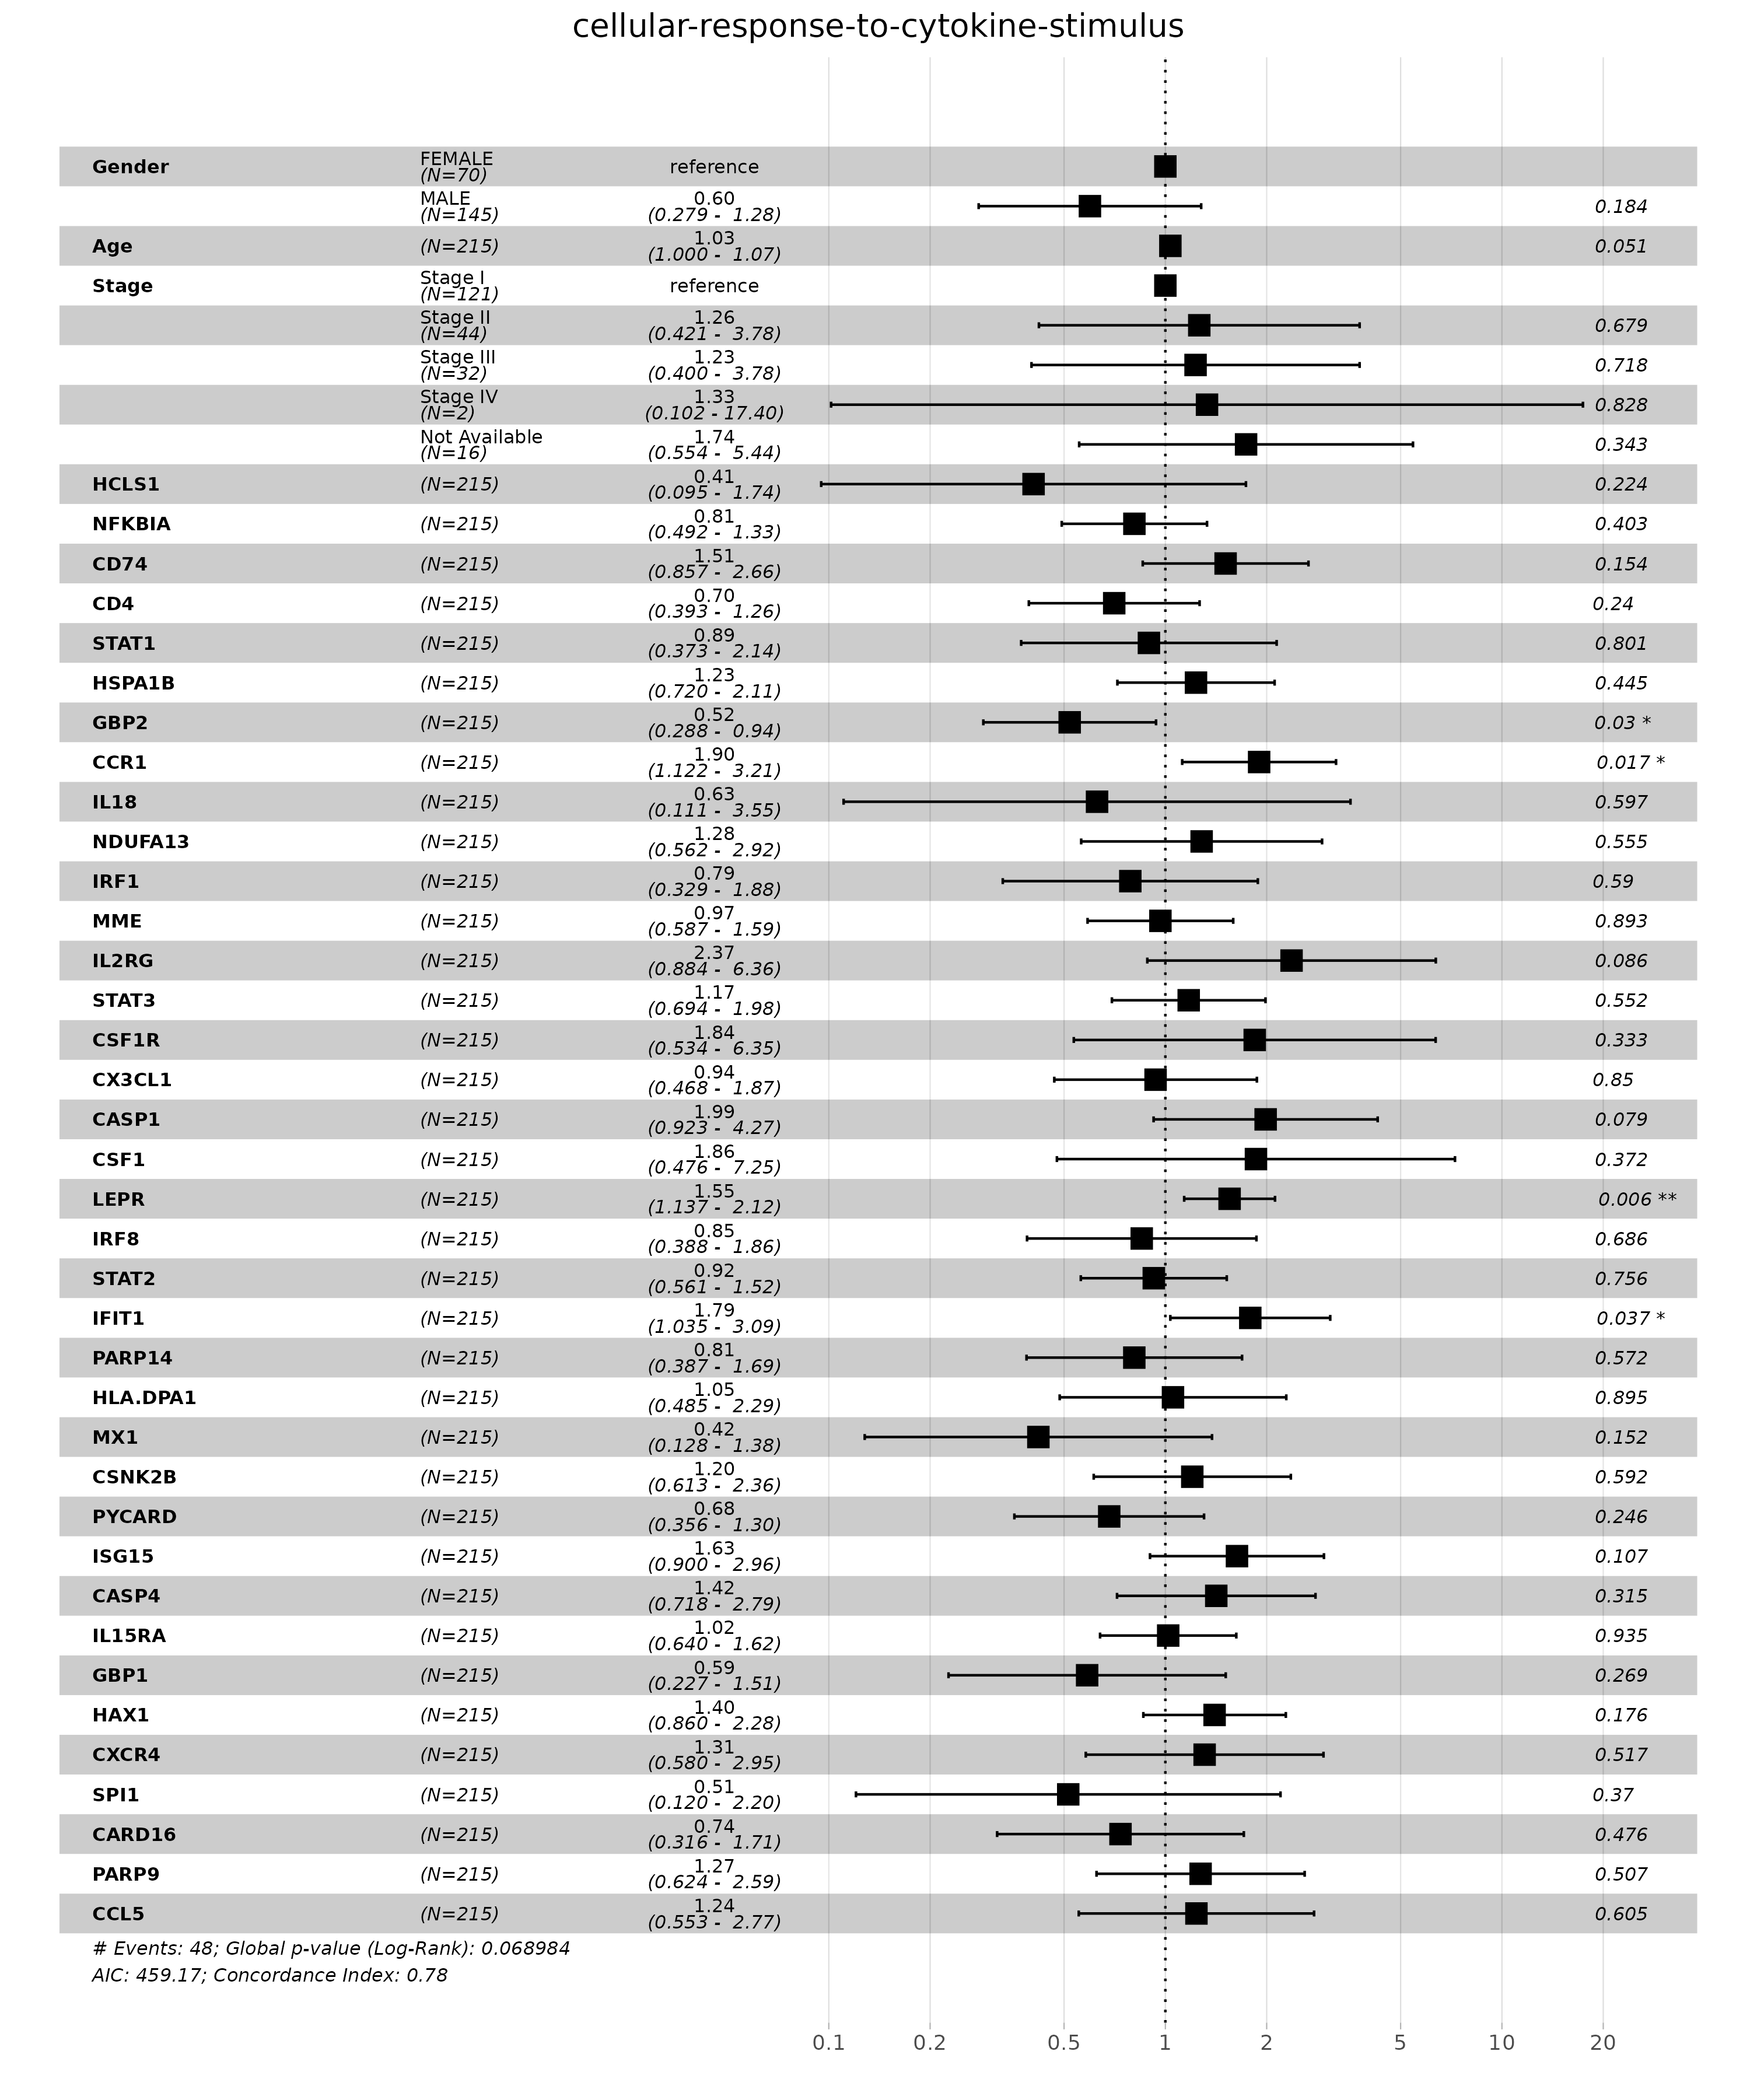 cellular-response-to-cytokine-stimulus
Gender FEMALE (N=70) reference
MALE (N=145) 0.60 (0.279 - 1.28) 0.184
Age (N=215) 1.03 (1.000 - 1.07) 0.051
Stage Stage I (N=121) reference
Stage II (N=44) 1.26 (0.421 - 3.78) 0.679
Stage III (N=32) 1.23 (0.400 - 3.78) 0.718
Stage IV (N=2) 1.33 (0.102 - 17.40) 0.828
Not Available (N=16) 1.74 (0.554 - 5.44) 0.343
HCLS1 (N=215) 0.41 (0.095 - 1.74) 0.224
NFKBIA (N=215) 0.81 (0.492 - 1.33) 0.403
CD74 (N=215) 1.51 (0.857 - 2.66) 0.154
CD4 (N=215) 0.70 (0.393 - 1.26) 0.24
STAT1 (N=215) 0.89 (0.373 - 2.14) 0.801
HSPA1B (N=215) 1.23 (0.720 - 2.11) 0.445
GBP2 (N=215) 0.52 (0.288 - 0.94) 0.03 *
CCR1 (N=215) 1.90 (1.122 - 3.21) 0.017 *
IL18 (N=215) 0.63 (0.111 - 3.55) 0.597
NDUFA13 (N=215) 1.28 (0.562 - 2.92) 0.555
IRF1 (N=215) 0.79 (0.329 - 1.88) 0.59
MME (N=215) 0.97 (0.587 - 1.59) 0.893
IL2RG (N=215) 2.37 (0.884 - 6.36) 0.086
STAT3 (N=215) 1.17 (0.694 - 1.98) 0.552
CSF1R (N=215) 1.84 (0.534 - 6.35) 0.333
CX3CL1 (N=215) 0.94 (0.468 - 1.87) 0.85
CASP1 (N=215) 1.99 (0.923 - 4.27) 0.079
CSF1 (N=215) 1.86 (0.476 - 7.25) 0.372
LEPR (N=215) 1.55 (1.137 - 2.12) 0.006 **
IRF8 (N=215) 0.85 (0.388 - 1.86) 0.686
STAT2 (N=215) 0.92 (0.561 - 1.52) 0.756
IFIT1 (N=215) 1.79 (1.035 - 3.09) 0.037 *
PARP14 (N=215) 0.81 (0.387 - 1.69) 0.572
HLA.DPA1 (N=215) 1.05 (0.485 - 2.29) 0.895
MX1 (N=215) 0.42 (0.128 - 1.38) 0.152
CSNK2B (N=215) 1.20 (0.613 - 2.36) 0.592
PYCARD (N=215) 0.68 (0.356 - 1.30) 0.246
ISG15 (N=215) 1.63 (0.900 - 2.96) 0.107
CASP4 (N=215) 1.42 (0.718 - 2.79) 0.315
IL15RA (N=215) 1.02 (0.640 - 1.62) 0.935
GBP1 (N=215) 0.59 (0.227 - 1.51) 0.269
HAX1 (N=215) 1.40 (0.860 - 2.28) 0.176
CXCR4 (N=215) 1.31 (0.580 - 2.95) 0.517
SPI1 (N=215) 0.51 (0.120 - 2.20) 0.37
CARD16 (N=215) 0.74 (0.316 - 1.71) 0.476
PARP9 (N=215) 1.27 (0.624 - 2.59) 0.507
CCL5 (N=215) 1.24 (0.553 - 2.77) 0.605
# Events: 48; Global p-value (Log-Rank): 0.068984
AIC: 459.17; Concordance Index: 0.78
0.1 0.2 0.5 1 2 5 10 20